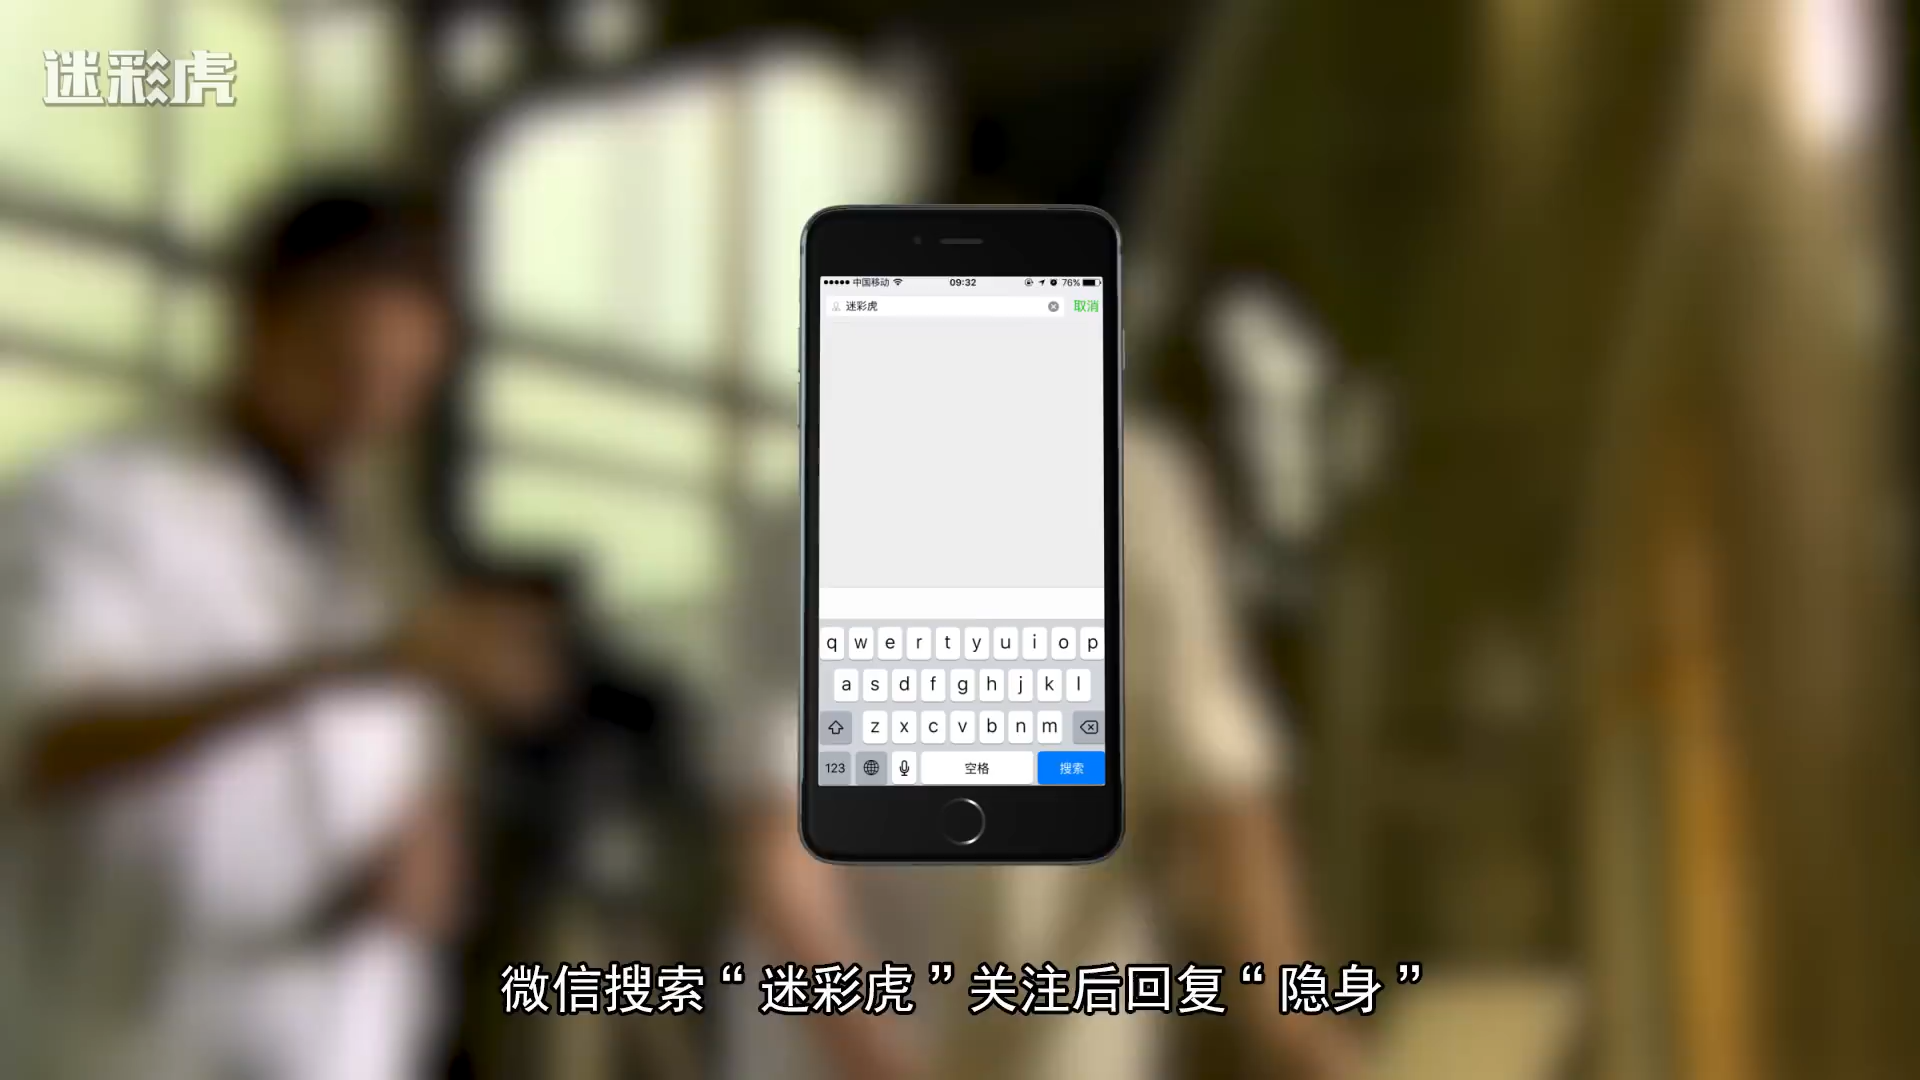 迷彩虎
中国移动 09:32 76%
迷彩虎 取消
q w e r t y u i o p
a s d f g h j k l
z x c v b n m
123 空格 搜索
微信搜索“迷彩虎”关注后回复“隐身”